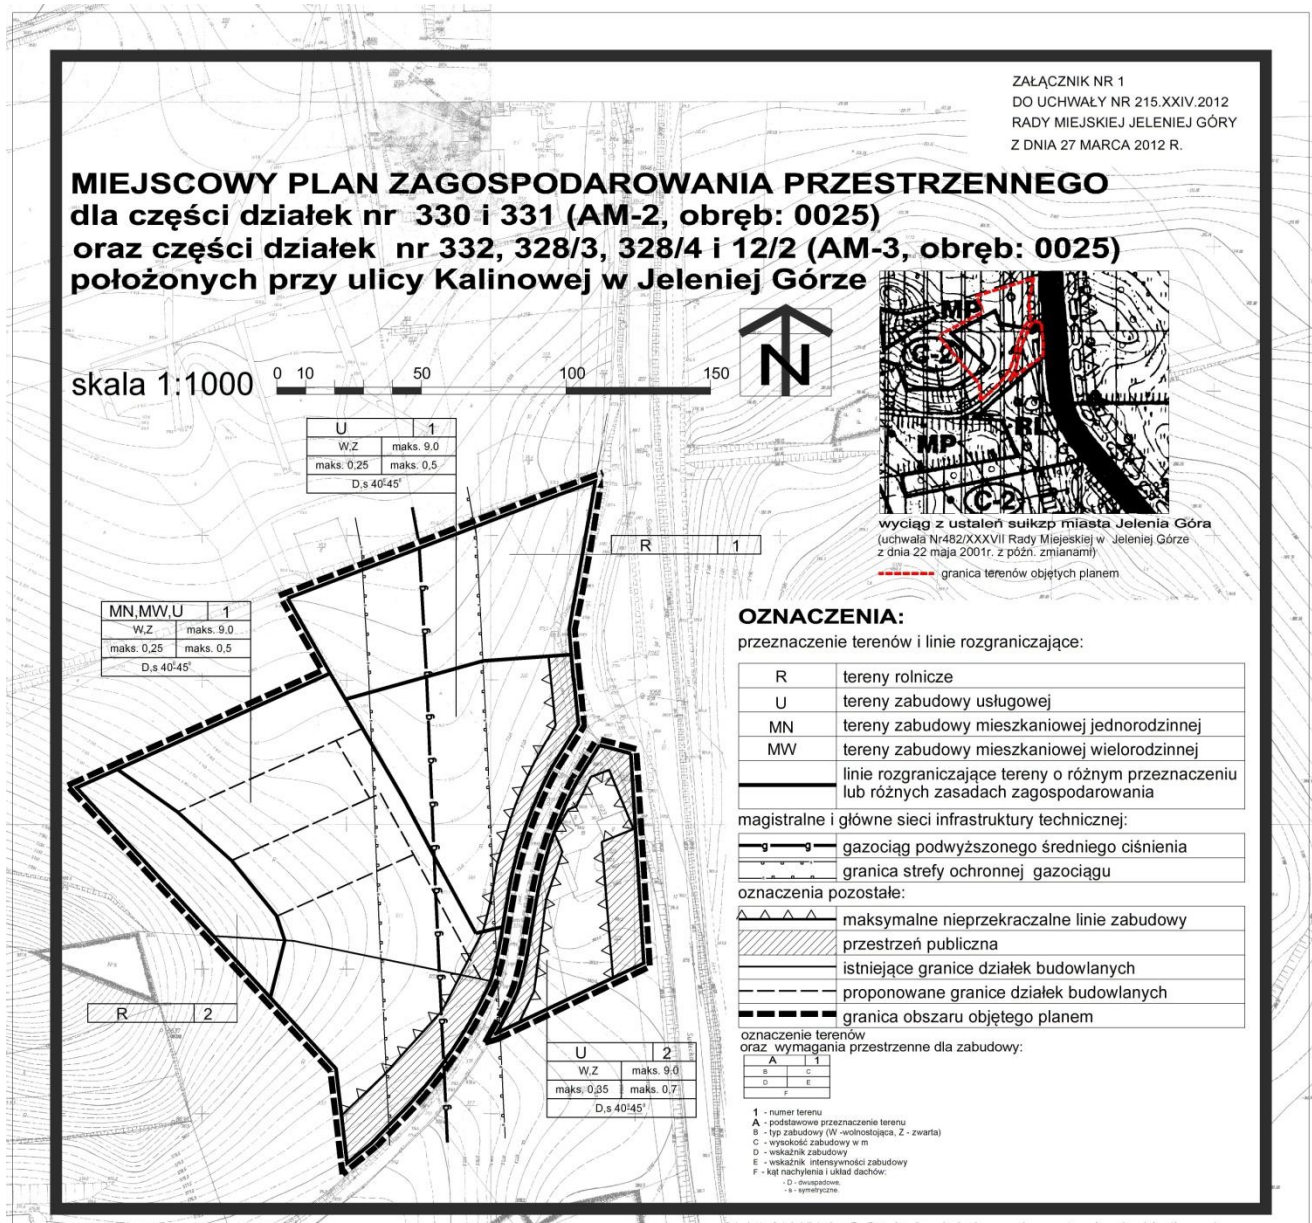 ZAŁĄCZNIK NR 1
DO UCHWAŁY NR 215.XXIV.2012
RADY MIEJSKIEJ JELENIEJ GÓRY
Z DNIA 27 MARCA 2012 R.
MIEJSCOWY PLAN ZAGOSPODAROWANIA PRZESTRZENNEGO
dla części działek nr 330 i 331 (AM-2, obręb: 0025)
oraz części działek nr 332, 328/3, 328/4 i 12/2 (AM-3, obręb: 0025)
położonych przy ulicy Kalinowej w Jeleniej Górze
skala 1:1000
0 10 50 100 150
N
MP
C-2
RL
MP
C-2
wyciąg z ustaleń suikzp miasta Jelenia Góra
(uchwała Nr482/XXXVII Rady Miejeskiej w Jeleniej Górze
z dnia 22 maja 2001r. z późn. zmianami)
granica terenów objętych planem
U 1
W,Z maks. 9.0
maks. 0,25 maks. 0,5
D,s 40°-45°
R 1
MN,MW,U 1
W,Z maks. 9.0
maks. 0,25 maks. 0,5
D,s 40°-45°
R 2
U 2
W,Z maks. 9.0
maks. 0,35 maks. 0,7
D,s 40°-45°
OZNACZENIA:
przeznaczenie terenów i linie rozgraniczające:
R tereny rolnicze
U tereny zabudowy usługowej
MN tereny zabudowy mieszkaniowej jednorodzinnej
MW tereny zabudowy mieszkaniowej wielorodzinnej
linie rozgraniczające tereny o różnym przeznaczeniu
lub różnych zasadach zagospodarowania
magistralne i główne sieci infrastruktury technicznej:
g g gazociąg podwyższonego średniego ciśnienia
granica strefy ochronnej gazociągu
oznaczenia pozostałe:
maksymalne nieprzekraczalne linie zabudowy
przestrzeń publiczna
istniejące granice działek budowlanych
proponowane granice działek budowlanych
granica obszaru objętego planem
oznaczenie terenów
oraz wymagania przestrzenne dla zabudowy:
A 1
B C
D E
F
1 - numer terenu
A - podstawowe przeznaczenie terenu
B - typ zabudowy (W -wolnostojąca, Z - zwarta)
C - wysokość zabudowy w m
D - wskaźnik zabudowy
E - wskaźnik intensywności zabudowy
F - kąt nachylenia i układ dachów:
- D - dwuspadowe,
- s - symetryczne.